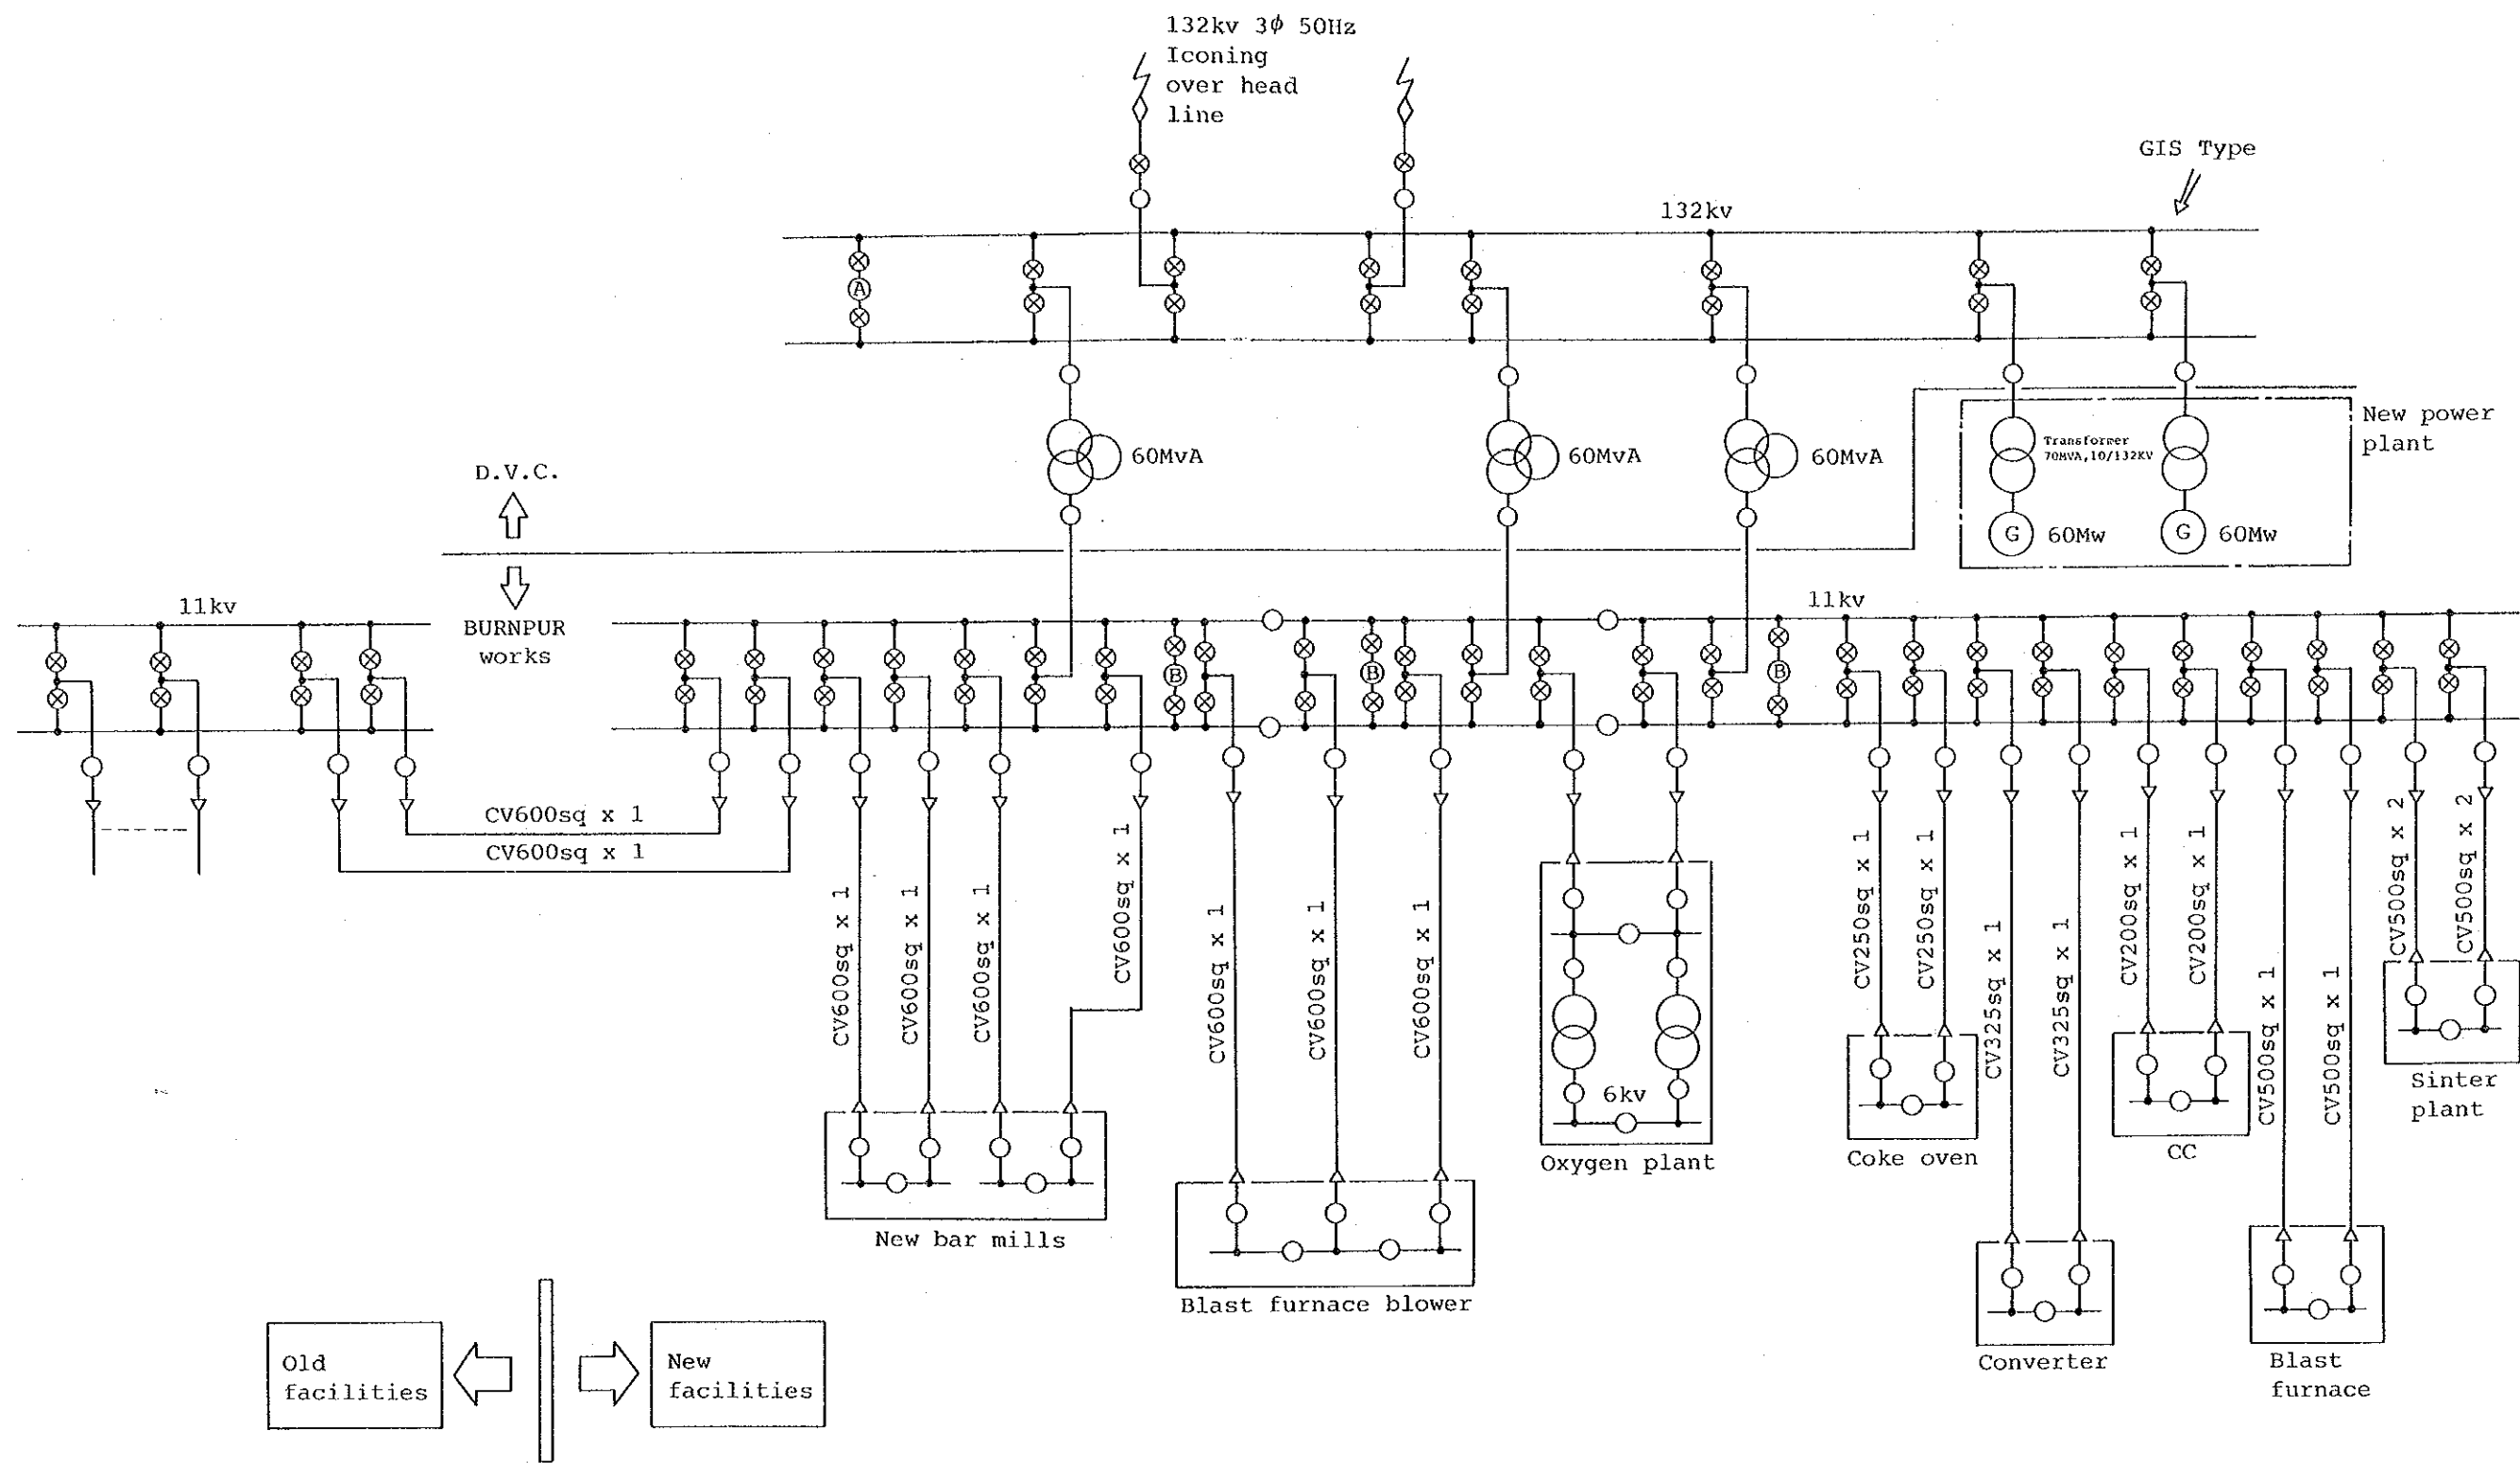 132kv 3φ 50Hz
Iconing
over head
line
GIS Type
132kv
A
60MvA
60MvA
60MvA
Transformer
70MVA,10/132KV
New power
plant
G 60Mw
G 60Mw
D.V.C.
BURNPUR
works
11kv
11kv
B
B
B
CV600sq x 1
CV600sq x 1
CV600sq x 1
CV600sq x 1
CV600sq x 1
CV600sq x 1
CV600sq x 1
CV600sq x 1
CV600sq x 1
CV250sq x 1
CV250sq x 1
CV325sq x 1
CV325sq x 1
CV200sq x 1
CV200sq x 1
CV500sq x 1
CV500sq x 1
CV500sq x 2
CV500sq x 2
6kv
New bar mills
Blast furnace blower
Oxygen plant
Coke oven
Converter
CC
Blast
furnace
Sinter
plant
Old
facilities
New
facilities